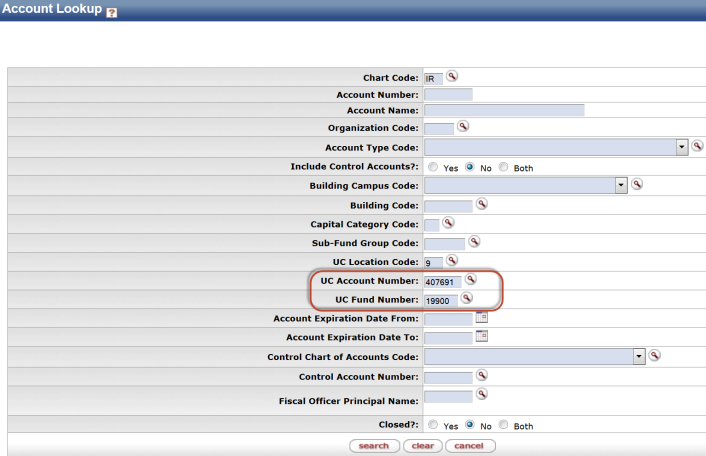 Account Lookup ?
Chart Code: IR
Account Number:
Account Name:
Organization Code:
Account Type Code:
Include Control Accounts?: Yes No Both
Building Campus Code:
Building Code:
Capital Category Code:
Sub-Fund Group Code:
UC Location Code: 9
UC Account Number: 407691
UC Fund Number: 19900
Account Expiration Date From:
Account Expiration Date To:
Control Chart of Accounts Code:
Control Account Number:
Fiscal Officer Principal Name:
Closed?: Yes No Both
search clear cancel